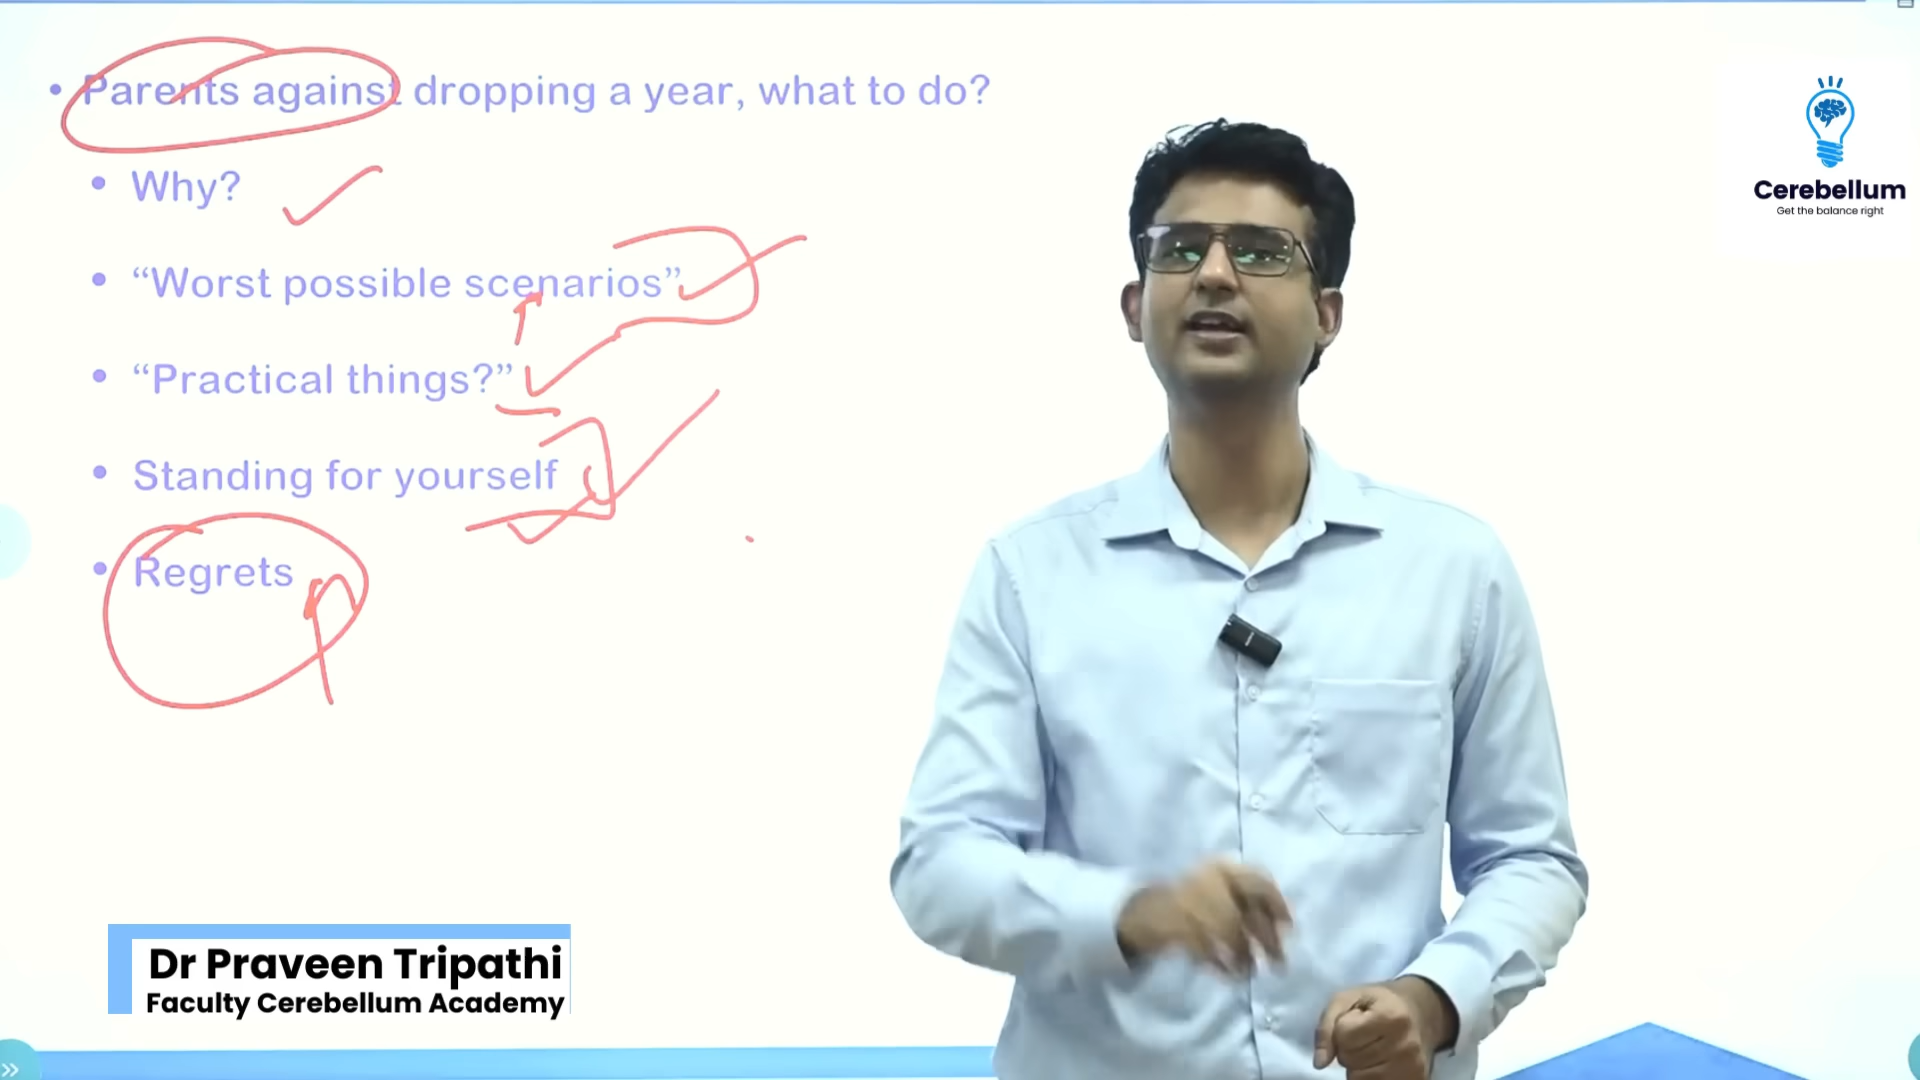 • Parents against dropping a year, what to do?
• Why?
• “Worst possible scenarios”
• “Practical things?”
• Standing for yourself
• Regrets
Cerebellum
Get the balance right
Dr Praveen Tripathi
Faculty Cerebellum Academy